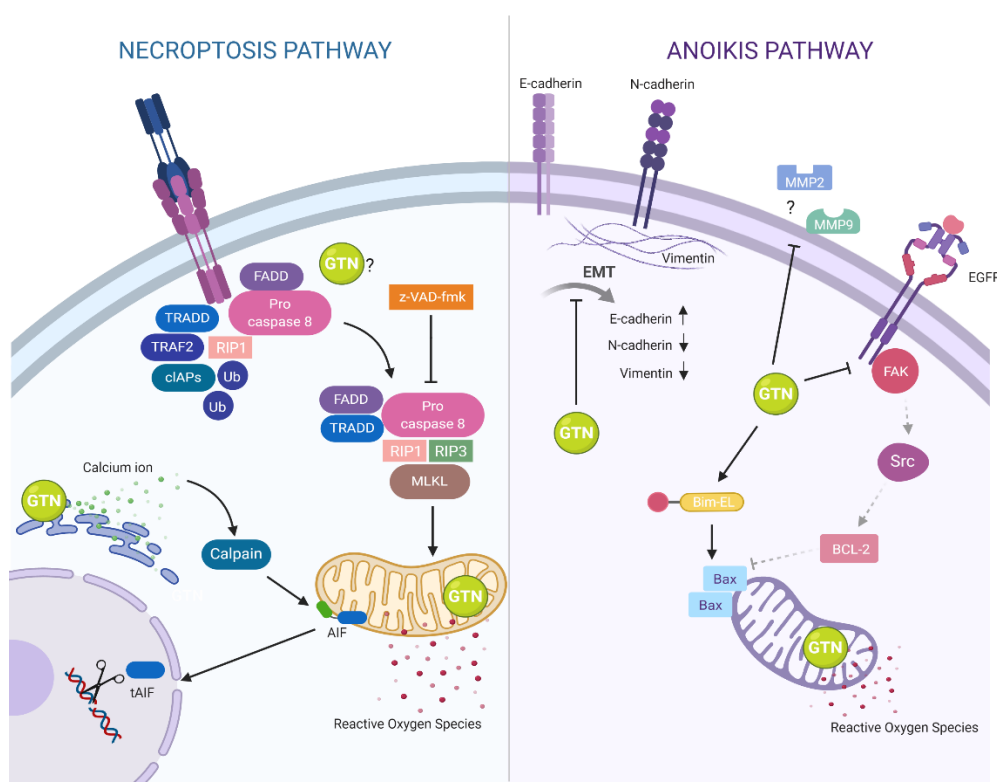 NECROPTOSIS PATHWAY
FADD
GTN
?
Pro
caspase 8
z-VAD-fmk
TRADD
TRAF2
RIP1
cIAPs
Ub
Ub
FADD
Pro
caspase 8
TRADD
RIP1
RIP3
MLKL
Calcium ion
GTN
Calpain
GTN
AIF
tAIF
Reactive Oxygen Species
GTN
ANOIKIS PATHWAY
E-cadherin
N-cadherin
MMP2
?
MMP9
Vimentin
EGFR
EMT
E-cadherin
N-cadherin
Vimentin
FAK
GTN
GTN
Src
Bim-EL
BCL-2
Bax
Bax
GTN
Reactive Oxygen Species